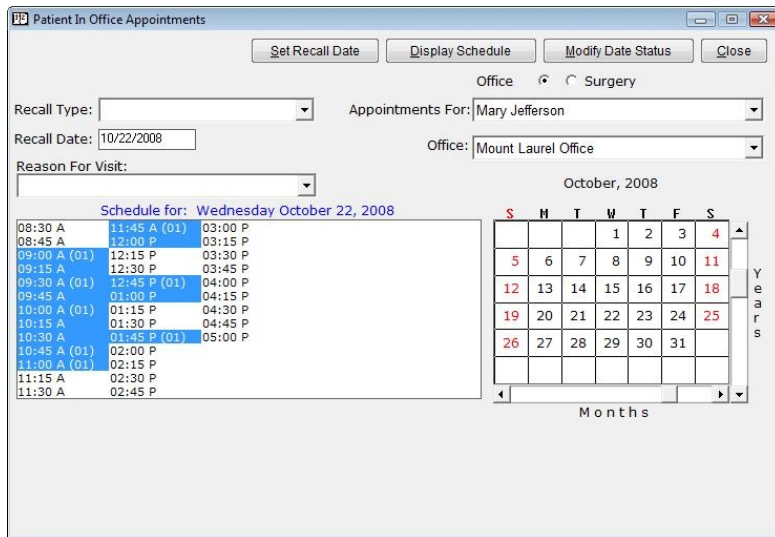 Patient In Office Appointments
Set Recall Date Display Schedule Modify Date Status Close
Office Surgery
Recall Type: Appointments For: Mary Jefferson
Recall Date: 10/22/2008 Office: Mount Laurel Office
Reason For Visit:
October, 2008
Schedule for: Wednesday October 22, 2008
S M T W T F S
08:30 A 11:45 A (01) 03:00 P
08:45 A 12:00 P 03:15 P
09:00 A (01) 12:15 P 03:30 P
09:15 A 12:30 P 03:45 P
09:30 A (01) 12:45 P (01) 04:00 P
09:45 A 01:00 P 04:15 P
10:00 A (01) 01:15 P 04:30 P
10:15 A 01:30 P 04:45 P
10:30 A 01:45 P (01) 05:00 P
10:45 A (01) 02:00 P
11:00 A (01) 02:15 P
11:15 A 02:30 P
11:30 A 02:45 P
1 2 3 4
5 6 7 8 9 10 11
12 13 14 15 16 17 18
19 20 21 22 23 24 25
26 27 28 29 30 31
Years
Months